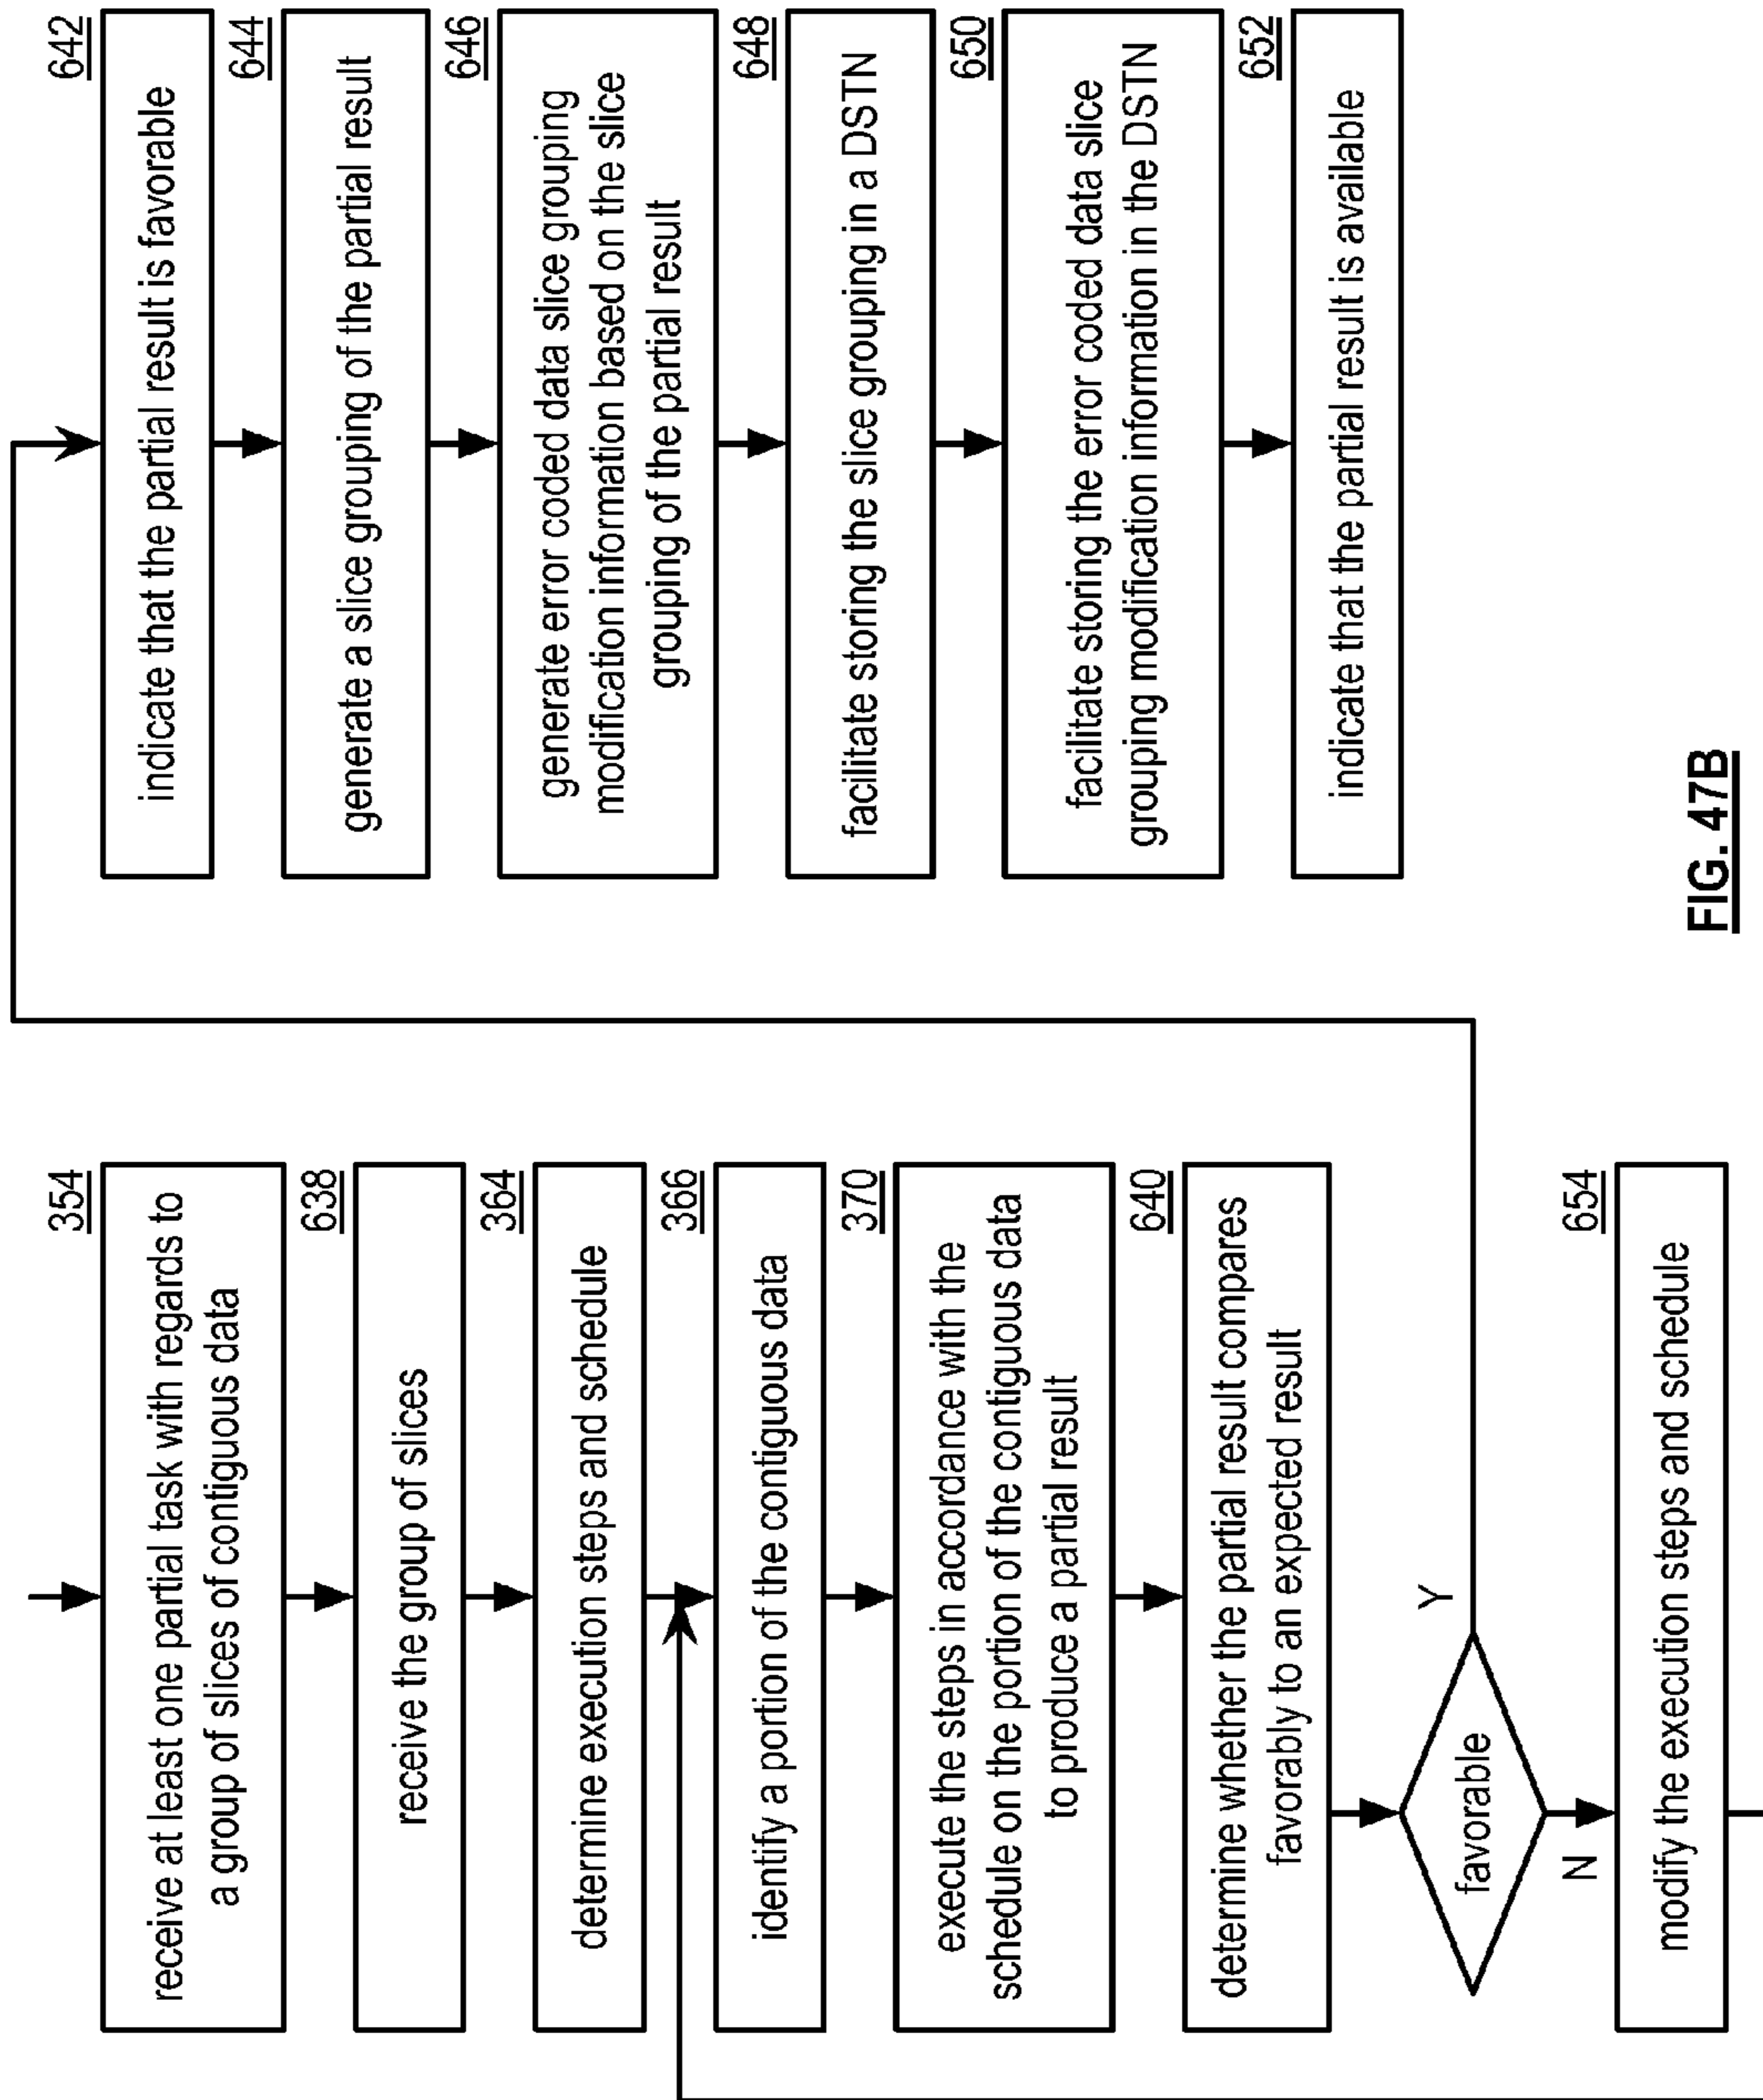 354
receive at least one partial task with regards to
a group of slices of contiguous data
638
receive the group of slices
364
determine execution steps and schedule
366
identify a portion of the contiguous data
370
execute the steps in accordance with the
schedule on the portion of the contiguous data
to produce a partial result
640
determine whether the partial result compares
favorably to an expected result
favorable
Y
N
654
modify the execution steps and schedule
642
indicate that the partial result is favorable
644
generate a slice grouping of the partial result
646
generate error coded data slice grouping
modification information based on the slice
grouping of the partial result
648
facilitate storing the slice grouping in a DSTN
650
facilitate storing the error coded data slice
grouping modification information in the DSTN
652
indicate that the partial result is available
FIG. 47B